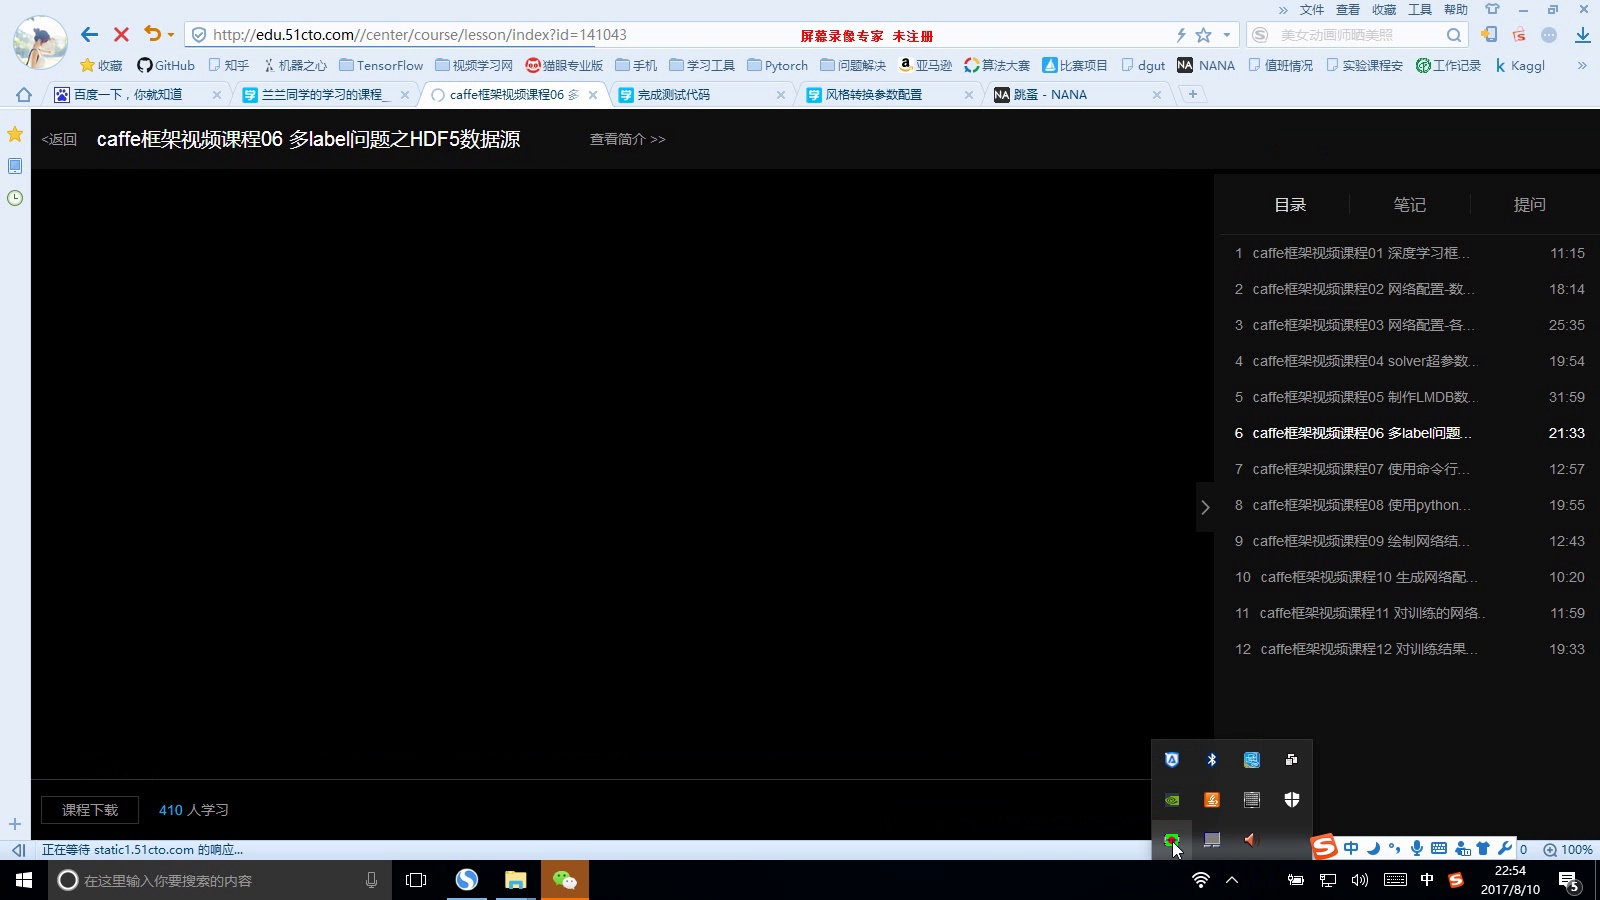 » 文件 查看 收藏 工具 帮助
http://edu.51cto.com//center/course/lesson/index?id=141043 屏幕录像专家 未注册 美女动画师晒美照
收藏 GitHub 知乎 机器之心 TensorFlow 视频学习网 猫眼专业版 手机 学习工具 Pytorch 问题解决 亚马逊 算法大赛 比赛项目 dgut NA NANA 值班情况 实验课程安 工作记录 k Kaggl »
百度一下，你就知道 兰兰同学的学习的课程_ caffe框架视频课程06 多 完成测试代码 风格转换参数配置 NA 跳蚤 - NANA
<返回 caffe框架视频课程06 多label问题之HDF5数据源 查看简介 >>
目录 笔记 提问
1 caffe框架视频课程01 深度学习框... 11:15
2 caffe框架视频课程02 网络配置-数... 18:14
3 caffe框架视频课程03 网络配置-各... 25:35
4 caffe框架视频课程04 solver超参数... 19:54
5 caffe框架视频课程05 制作LMDB数... 31:59
6 caffe框架视频课程06 多label问题... 21:33
7 caffe框架视频课程07 使用命令行... 12:57
8 caffe框架视频课程08 使用python... 19:55
9 caffe框架视频课程09 绘制网络结... 12:43
10 caffe框架视频课程10 生成网络配... 10:20
11 caffe框架视频课程11 对训练的网络.. 11:59
12 caffe框架视频课程12 对训练结果... 19:33
课程下载 410 人学习
正在等待 static1.51cto.com 的响应... 中 0 100%
在这里输入你要搜索的内容 中 22:54
2017/8/10 5